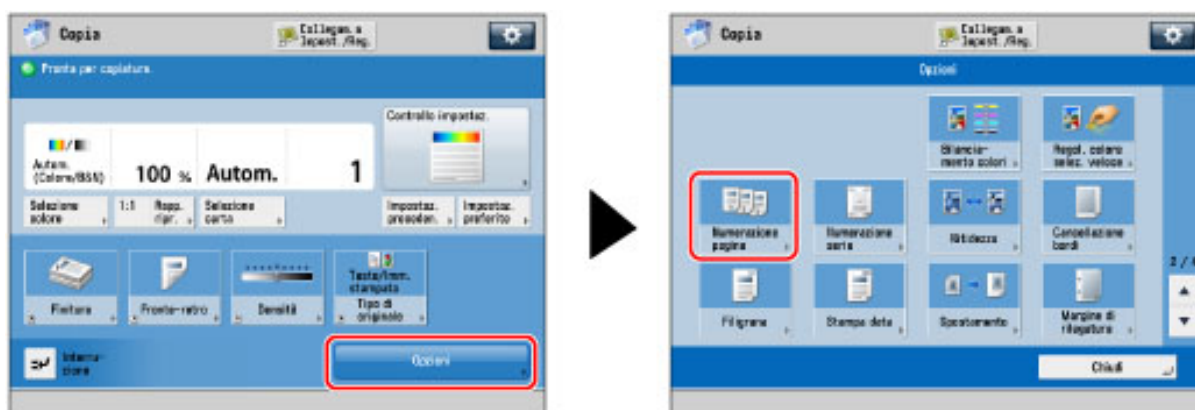 Copia
Collegam. a
Impost./Reg.
Pronta per copiatura.
Controllo impostaz.
Autom.
(Colore/B&N)
100 %
Autom.
1
Selezione
colore
1:1
Rapp.
ripr.
Selezione
carta
Impostaz.
preceden.
Impostaz.
preferito
Finitura
Fronte-retro
Densità
Testo/Imm.
stampata
Tipo di
originale
Interru-
zione
Opzioni
Copia
Collegam. a
Impost./Reg.
Opzioni
Bilancia-
mento colori
Regol. colore
selez. veloce
Numerazione
pagine
Numerazione
serie
Nitidezza
Cancellazione
bordi
Filigrana
Stampa data
Spostamento
Margine di
rilegatura
2/4
Chiudi